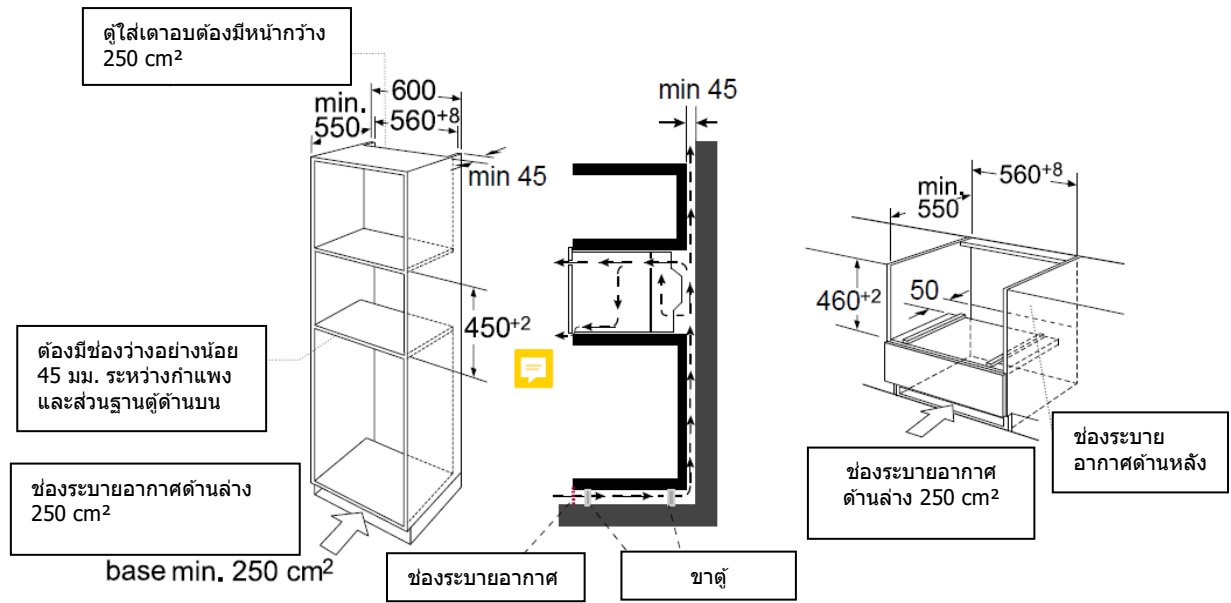 ตู้ใส่เตาอบต้องมีหน้ากว้าง
250 cm²
min.
550
600
560+8
min 45
450+2
ต้องมีช่องว่างอย่างน้อย
45 มม. ระหว่างกำแพง
และส่วนฐานตู้ด้านบน
ช่องระบายอากาศด้านล่าง
250 cm²
base min. 250 cm²
min 45
ช่องระบายอากาศ
ขาตู้
min.
550
560+8
460+2
50
ช่องระบายอากาศ
ด้านล่าง 250 cm²
ช่องระบาย
อากาศด้านหลัง